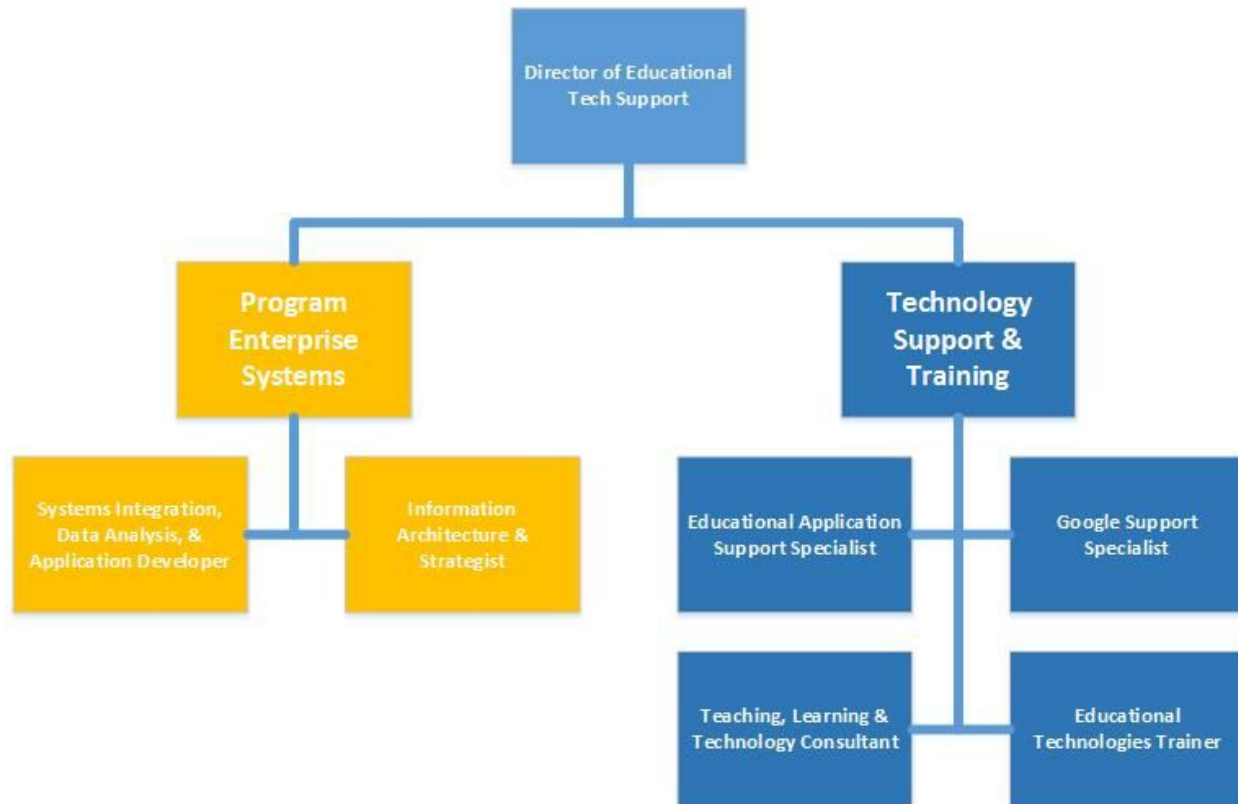 Director of Educational
Tech Support
Program
Enterprise
Systems
Technology
Support &
Training
Systems Integration,
Data Analysis, &
Application Developer
Information
Architecture &
Strategist
Educational Application
Support Specialist
Google Support
Specialist
Teaching, Learning &
Technology Consultant
Educational
Technologies Trainer